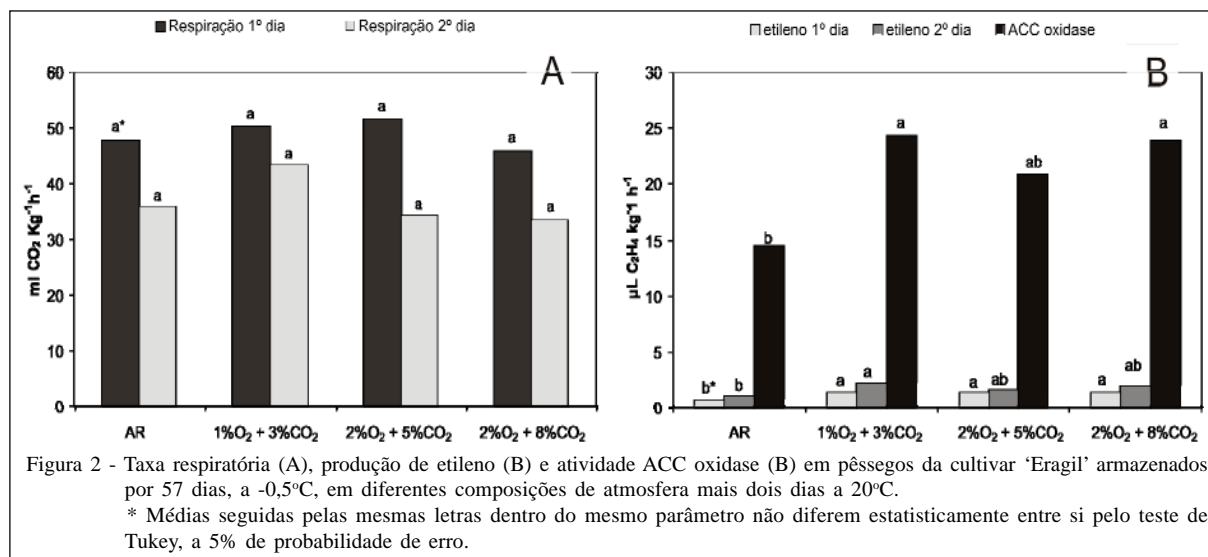 Respiração 1º dia
Respiração 2º dia
A
60
50
40
30
20
10
0
ml CO₂ Kg⁻¹h⁻¹
a*
a
a
a
a
a
a
a
AR
1%O₂ + 3%CO₂
2%O₂ + 5%CO₂
2%O₂ + 8%CO₂
etileno 1º dia
etileno 2º dia
ACC oxidase
B
30
25
20
15
10
5
0
µL C₂H₄ kg⁻¹ h⁻¹
b*
b
b
a
a
a
a
ab
ab
a
ab
a
AR
1%O₂ + 3%CO₂
2%O₂ + 5%CO₂
2%O₂ + 8%CO₂
Figura 2 - Taxa respiratória (A), produção de etileno (B) e atividade ACC oxidase (B) em pêssegos da cultivar ‘Eragil’ armazenados
por 57 dias, a -0,5ºC, em diferentes composições de atmosfera mais dois dias a 20ºC.
* Médias seguidas pelas mesmas letras dentro do mesmo parâmetro não diferem estatisticamente entre si pelo teste de
Tukey, a 5% de probabilidade de erro.